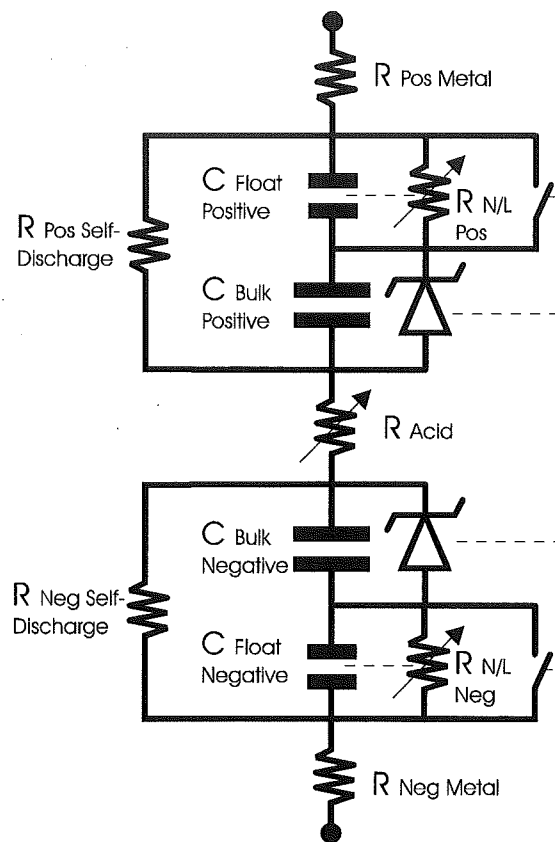 R Pos Metal
C Float
Positive
R N/L
Pos
R Pos Self-
Discharge
C Bulk
Positive
R Acid
C Bulk
Negative
R Neg Self-
Discharge
C Float
Negative
R N/L
Neg
R Neg Metal